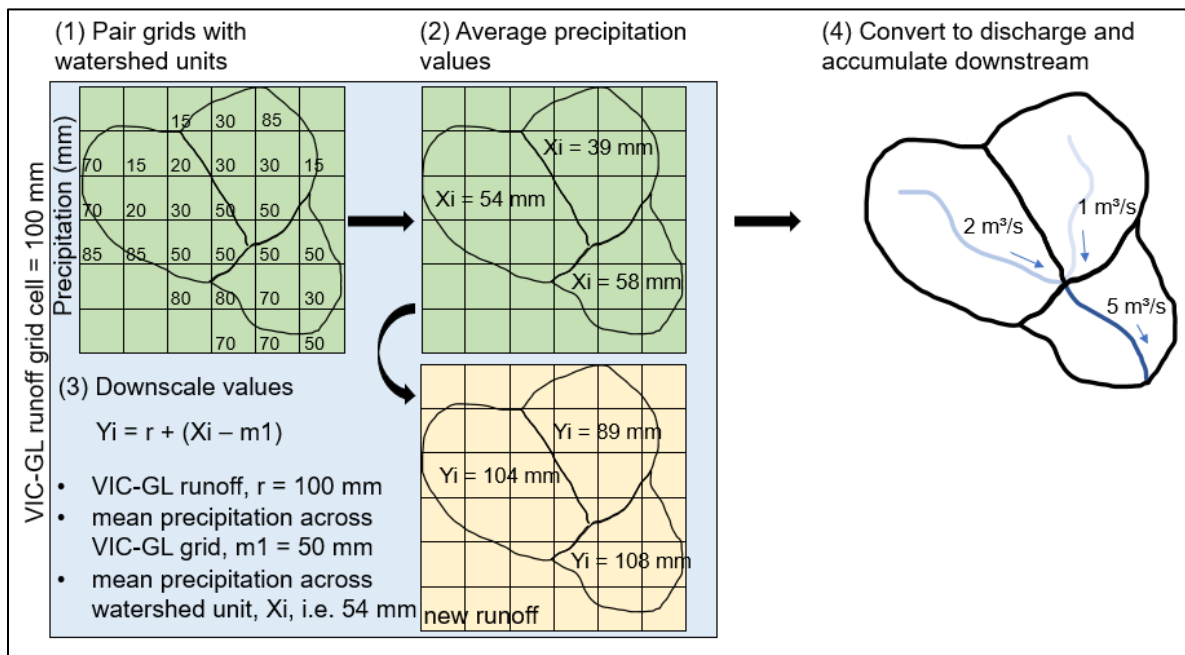 (1) Pair grids with
watershed units
(2) Average precipitation
values
(4) Convert to discharge and
accumulate downstream
VIC-GL runoff grid cell = 100 mm
Precipitation (mm)
15 30 85
70 15 20 30 30 15
70 20 30 50 50
85 85 50 50 50 50
80 80 70 30
70 70 50
Xi = 39 mm
Xi = 54 mm
Xi = 58 mm
2 m³/s
1 m³/s
5 m³/s
(3) Downscale values
Yi = r + (Xi – m1)
• VIC-GL runoff, r = 100 mm
• mean precipitation across
VIC-GL grid, m1 = 50 mm
• mean precipitation across
watershed unit, Xi, i.e. 54 mm
Yi = 89 mm
Yi = 104 mm
Yi = 108 mm
new runoff